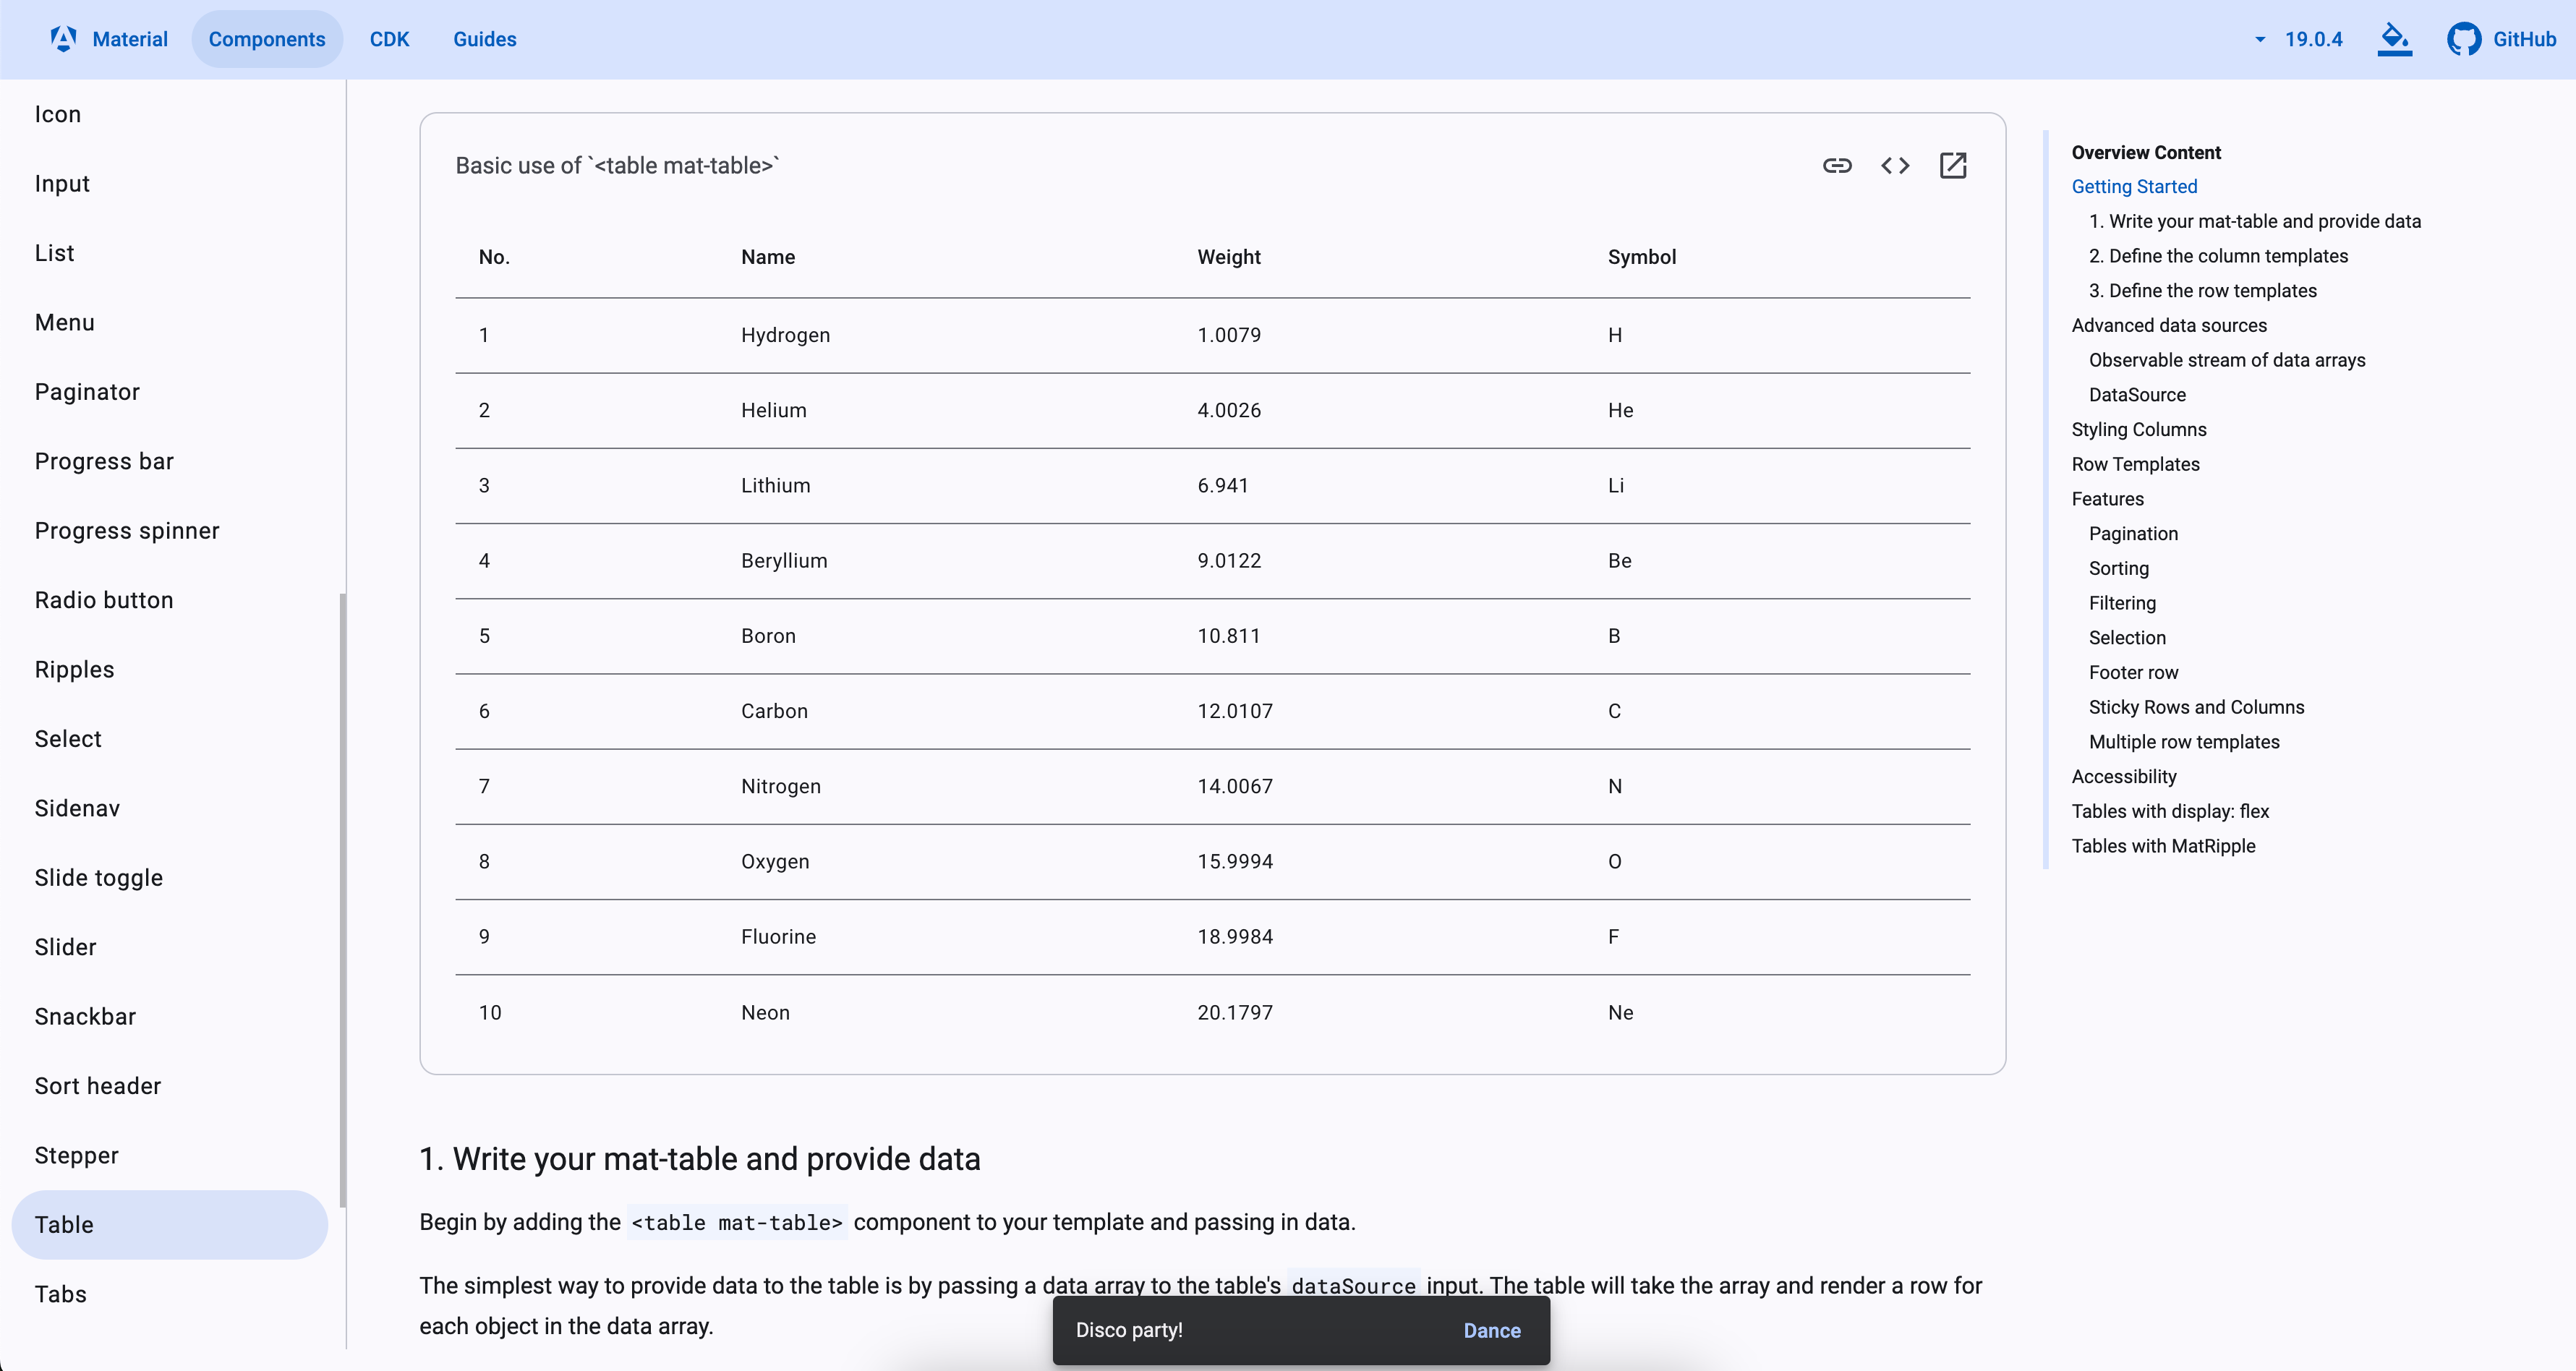 Material Components CDK Guides 19.0.4 GitHub
Icon
Input
List
Menu
Paginator
Progress bar
Progress spinner
Radio button
Ripples
Select
Sidenav
Slide toggle
Slider
Snackbar
Sort header
Stepper
Table
Tabs
Basic use of `<table mat-table>`
No. Name Weight Symbol
1 Hydrogen 1.0079 H
2 Helium 4.0026 He
3 Lithium 6.941 Li
4 Beryllium 9.0122 Be
5 Boron 10.811 B
6 Carbon 12.0107 C
7 Nitrogen 14.0067 N
8 Oxygen 15.9994 O
9 Fluorine 18.9984 F
10 Neon 20.1797 Ne
1. Write your mat-table and provide data
Begin by adding the <table mat-table> component to your template and passing in data.
The simplest way to provide data to the table is by passing a data array to the table's dataSource input. The table will take the array and render a row for
each object in the data array.
Disco party! Dance
Overview Content
Getting Started
1. Write your mat-table and provide data
2. Define the column templates
3. Define the row templates
Advanced data sources
Observable stream of data arrays
DataSource
Styling Columns
Row Templates
Features
Pagination
Sorting
Filtering
Selection
Footer row
Sticky Rows and Columns
Multiple row templates
Accessibility
Tables with display: flex
Tables with MatRipple